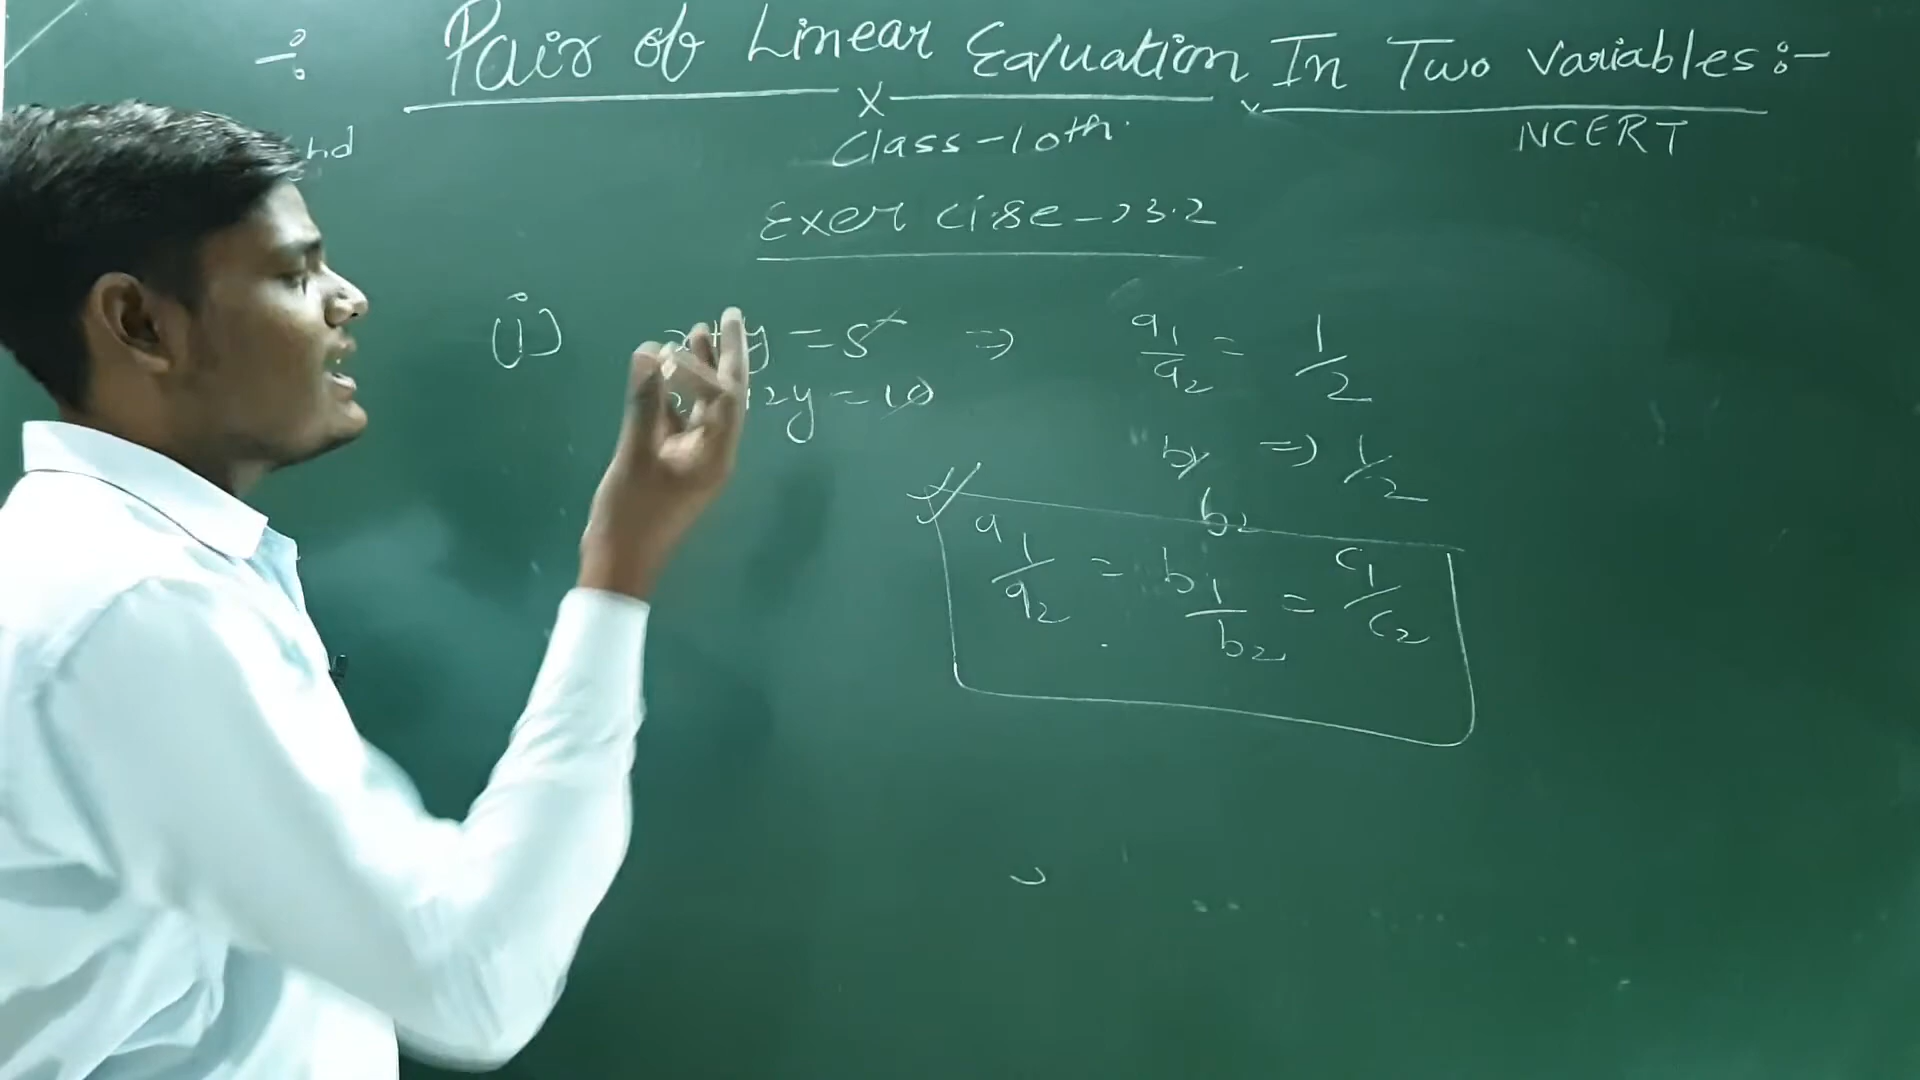 Pair of Linear Equation In Two Variables :-
x
Class-10th.
NCERT
Exercise → 3.2
(i) x+y = 5 ⇒ a1/a2 = 1/2
2y = 10
b1/b2 ⇒ 1/2
a1/a2 = b1/b2 = c1/c2